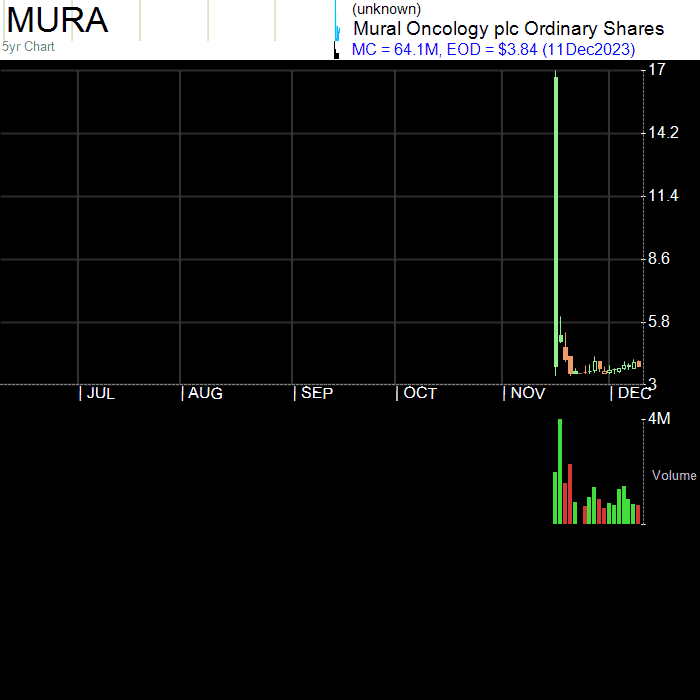 MURA
(unknown)
Mural Oncology plc Ordinary Shares
5yr Chart
MC = 64.1M, EOD = $3.84 (11Dec2023)
17
14.2
11.4
8.6
5.8
3
| JUL | AUG | SEP | OCT | NOV | DEC
4M
Volume